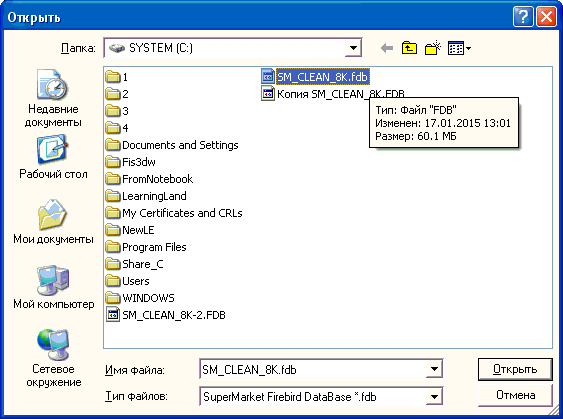 Открыть
Папка:
SYSTEM (C:)
Недавние
документы
Рабочий стол
Мои документы
Мой компьютер
Сетевое
окружение
1
2
3
4
Documents and Settings
Fis3dw
FromNotebook
LearningLand
My Certificates and CRLs
NewLE
Program Files
Share_C
Users
WINDOWS
SM_CLEAN_8K-2.FDB
SM_CLEAN_8K.fdb
Копия SM_CLEAN_8K.FDB
Тип: Файл "FDB"
Изменен: 17.01.2015 13:01
Размер: 60.1 МБ
Имя файла:
SM_CLEAN_8K.fdb
Открыть
Тип файлов:
SuperMarket Firebird DataBase *.fdb
Отмена